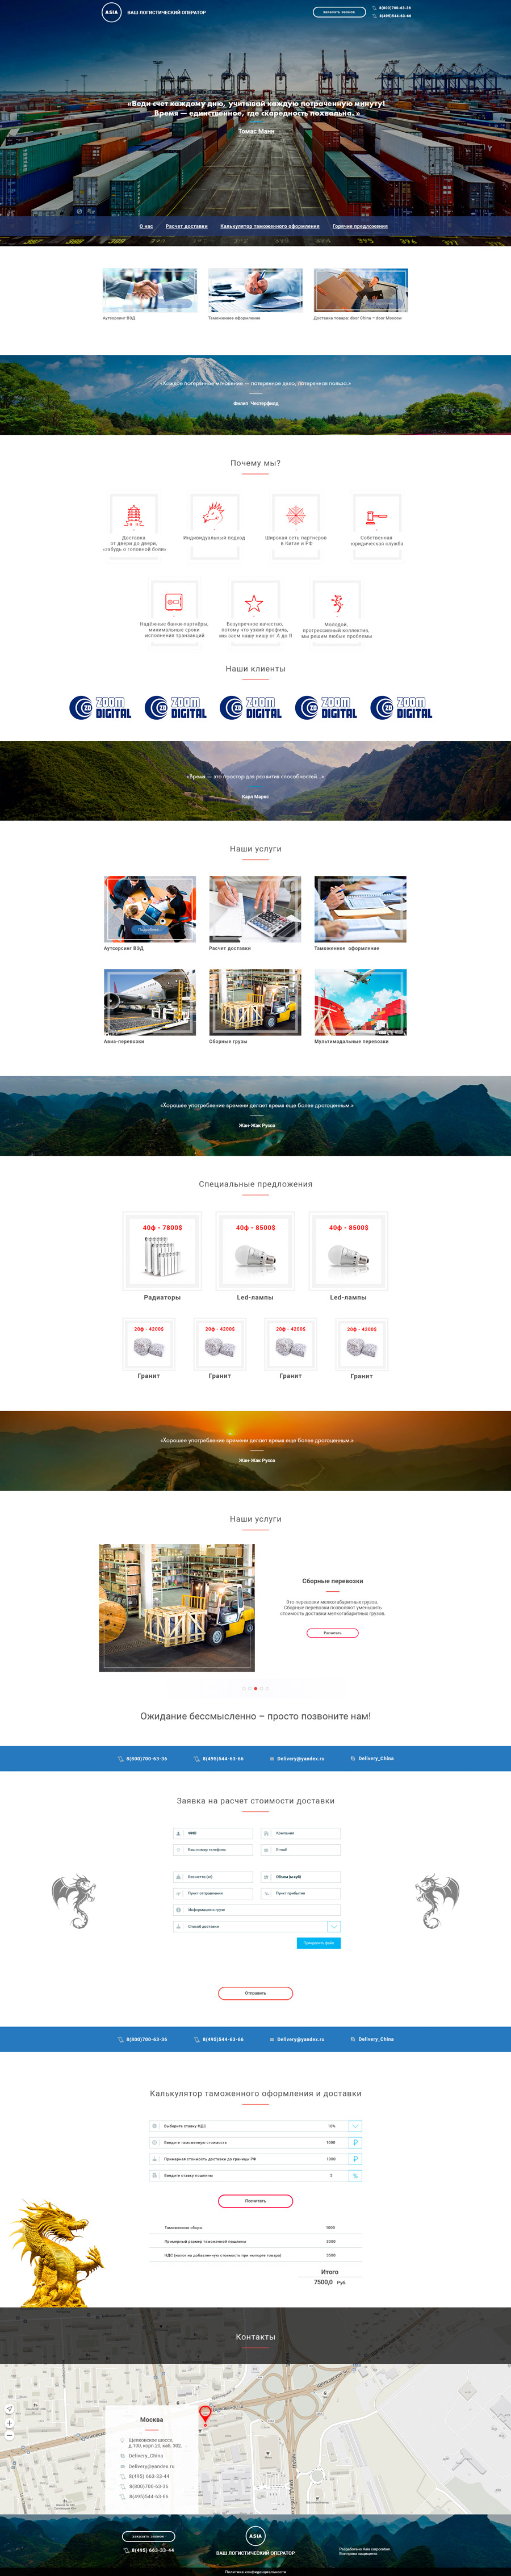 ASIA
ВАШ ЛОГИСТИЧЕСКИЙ ОПЕРАТОР
заказать звонок
8(800)700-63-36
8(495)544-63-66
«Веди счет каждому дню, учитывай каждую потраченную минуту!
Время — единственное, где скаредность похвальна. »
Томас Манн
О нас
Расчет доставки
Калькулятор таможенного оформления
Горячие предложения
Аутсорсинг ВЭД
Таможенное оформление
Доставка товара: door China - door Moscow
«Каждое потерянное мгновение — потерянное дело, потерянная польза.»
Филип Честерфилд
Почему мы?
Доставка
от двери до двери,
«забудь о головной боли»
Индивидуальный подход
Широкая сеть партнеров
в Китае и РФ
Собственная
юридическая служба
Надёжные банки-партнёры,
минимальные сроки
исполнения транзакций
Безупречное качество,
потому что узкий профиль,
мы знаем нашу нишу от А до Я
Молодой,
прогрессивный коллектив,
мы решим любые проблемы
Наши клиенты
ZOOM DIGITAL
ZOOM DIGITAL
ZOOM DIGITAL
ZOOM DIGITAL
ZOOM DIGITAL
«Время — это простор для развития способностей...»
Карл Маркс
Наши услуги
Подробнее
Аутсорсинг ВЭД
Расчет доставки
Таможенное оформление
Авиа-перевозки
Сборные грузы
Мультимодальные перевозки
«Хорошее употребление времени делает время еще более драгоценным.»
Жан-Жак Руссо
Специальные предложения
40ф - 7800$
40ф - 8500$
40ф - 8500$
Радиаторы
Led-лампы
Led-лампы
20ф - 4200$
20ф - 4200$
20ф - 4200$
20ф - 4200$
Гранит
Гранит
Гранит
Гранит
«Хорошее употребление времени делает время еще более драгоценным.»
Жан-Жак Руссо
Наши услуги
Сборные перевозки
Это перевозки мелкогабаритных грузов.
Сборные перевозки позволяют уменьшить
стоимость доставки мелкогабаритных грузов.
Расчитать
Ожидание бессмысленно – просто позвоните нам!
8(800)700-63-36
8(495)544-63-66
Delivery@yandex.ru
Delivery_China
Заявка на расчет стоимости доставки
ФИО
Компания
Ваш номер телефона
E-mail
Вес нетто (кг)
Объем (м.куб)
Пункт отправления
Пункт прибытия
Информация о грузе
Способ доставки
Прикрепить файл
Отправить
8(800)700-63-36
8(495)544-63-66
Delivery@yandex.ru
Delivery_China
Калькулятор таможенного оформления и доставки
Выберите ставку НДС
10%
Введите таможенную стоимость
1000
Примерная стоимость доставки до границы РФ
1000
Введите ставку пошлины
5
%
Посчитать
Таможенные сборы
1000
Примерный размер таможенной пошлины
3000
НДС (налог на добавленную стоимость при импорте товара)
3500
Итого
7500,0 Руб.
Контакты
Москва
Щелковское шоссе,
д.100, корп.20, каб. 302.
Delivery_China
Delivery@yandex.ru
8(495) 663-33-44
8(800)700-63-36
8(495)544-63-66
заказать звонок
8(495) 663-33-44
ASIA
ВАШ ЛОГИСТИЧЕСКИЙ ОПЕРАТОР
Разработано Kaia corporation
Все права защищены
Политика конфиденциальности